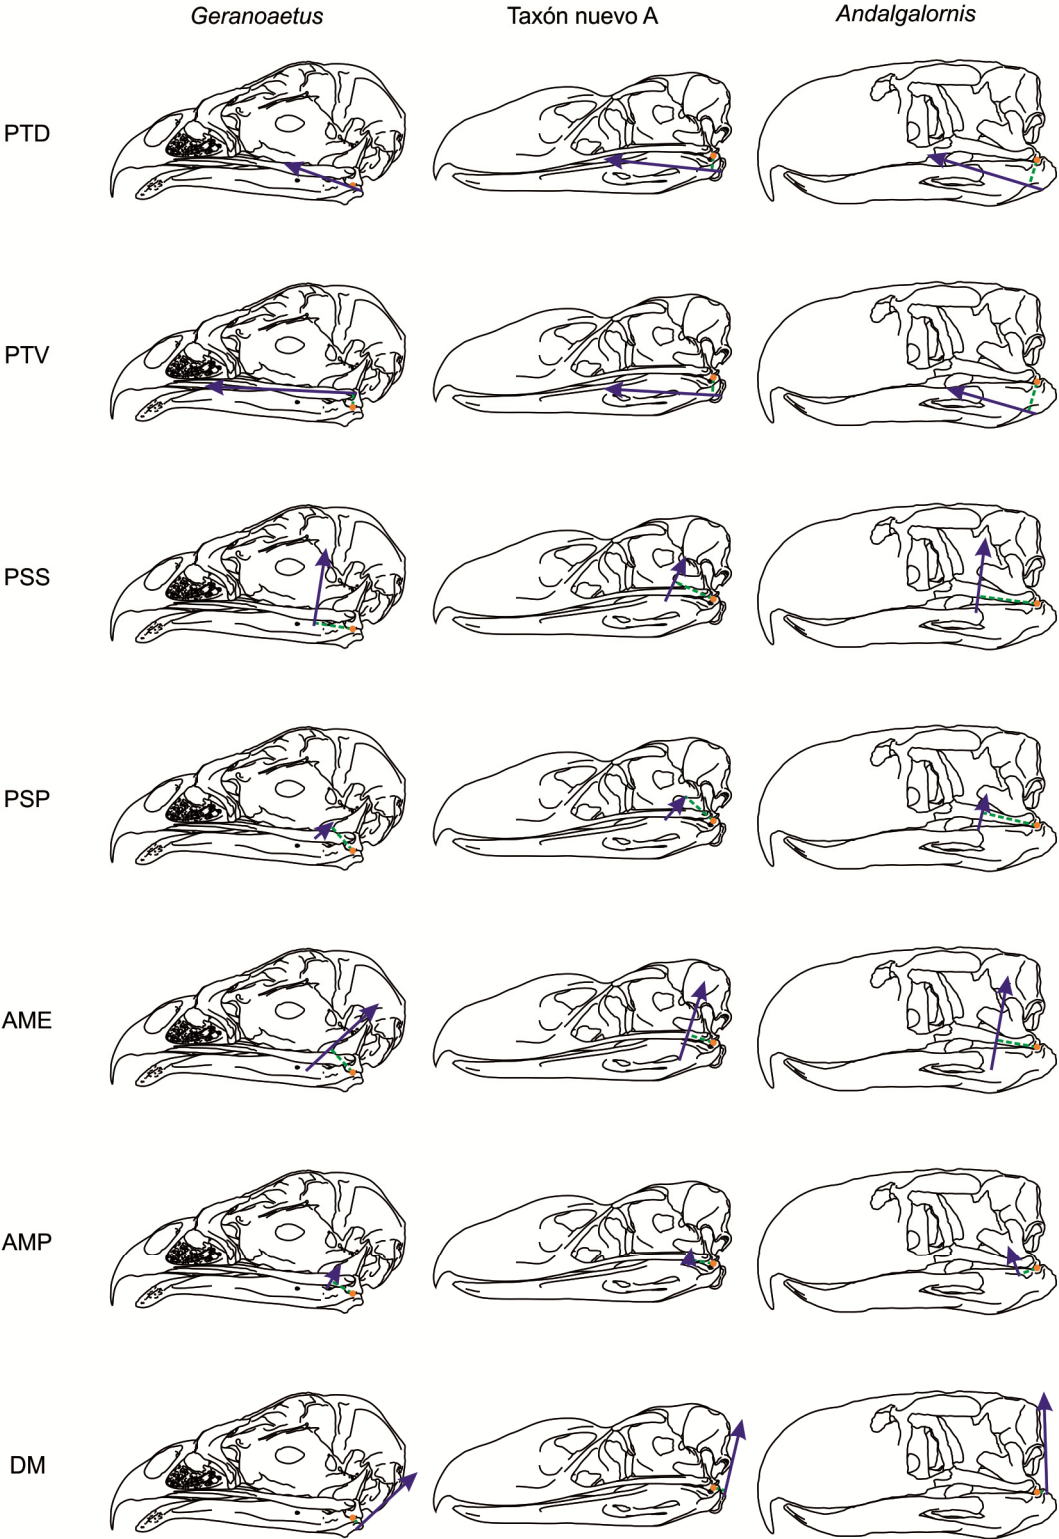 Geranoaetus Taxón nuevo A Andalgalornis
PTD
PTV
PSS
PSP
AME
AMP
DM